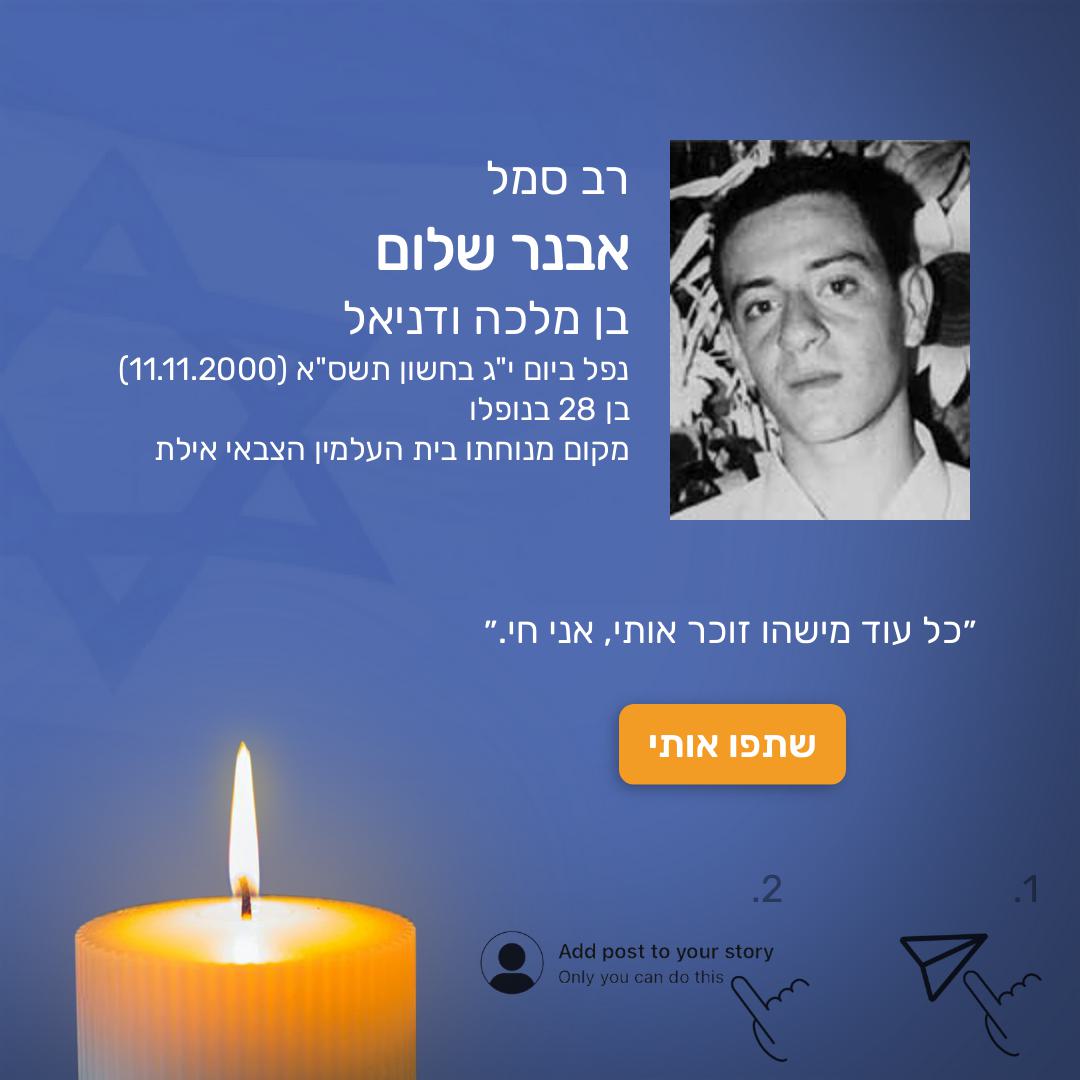 רב סמל
אבנר שלום
בן מלכה ודניאל
נפל ביום י"ג בחשון תשס"א (11.11.2000)
בן 28 בנופלו
מקום מנוחתו בית העלמין הצבאי אילת
״כל עוד מישהו זוכר אותי, אני חי.״
שתפו אותי
1.
2.
Add post to your story
Only you can do this